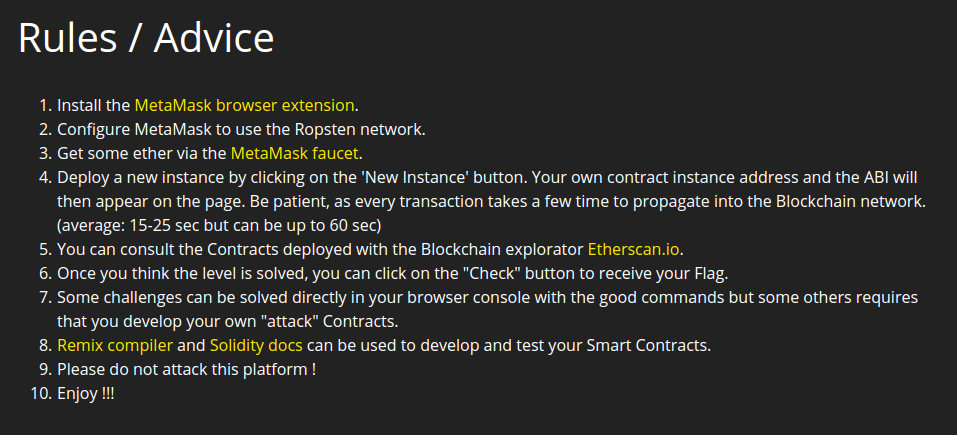 Rules / Advice
1. Install the MetaMask browser extension.
2. Configure MetaMask to use the Ropsten network.
3. Get some ether via the MetaMask faucet.
4. Deploy a new instance by clicking on the 'New Instance' button. Your own contract instance address and the ABI will
then appear on the page. Be patient, as every transaction takes a few time to propagate into the Blockchain network.
(average: 15-25 sec but can be up to 60 sec)
5. You can consult the Contracts deployed with the Blockchain explorator Etherscan.io.
6. Once you think the level is solved, you can click on the "Check" button to receive your Flag.
7. Some challenges can be solved directly in your browser console with the good commands but some others requires
that you develop your own "attack" Contracts.
8. Remix compiler and Solidity docs can be used to develop and test your Smart Contracts.
9. Please do not attack this platform !
10. Enjoy !!!